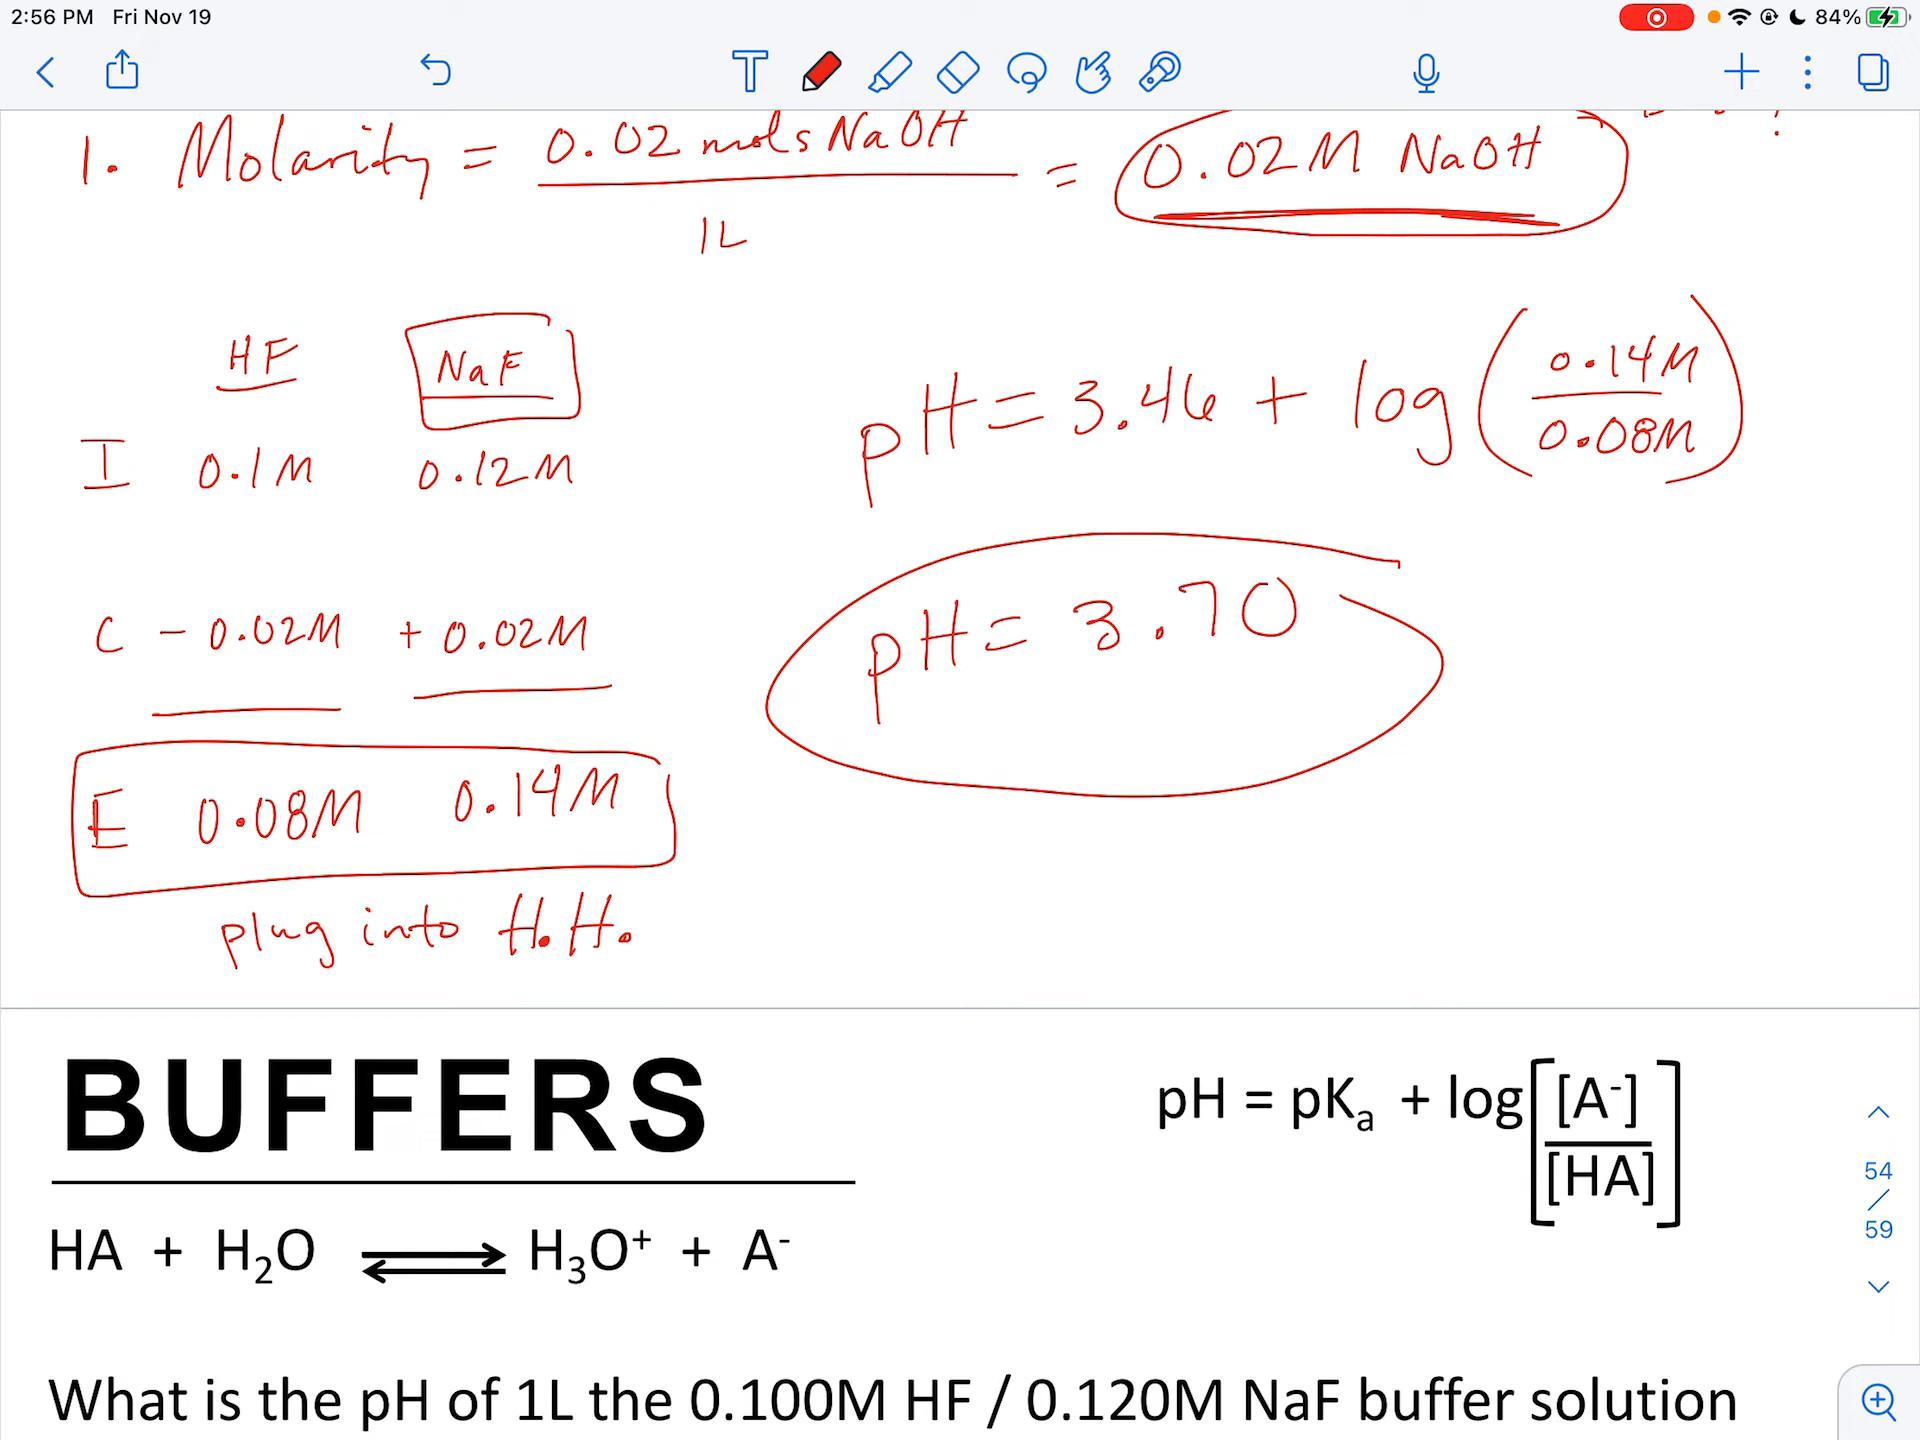 2:56 PM Fri Nov 19
84%
1. Molarity = 0.02 mols NaOH / 1L = 0.02M NaOH
HF NaF
I 0.1M 0.12M
pH = 3.46 + log (0.14M / 0.08M)
C - 0.02M + 0.02M
pH = 3.70
E 0.08M 0.14M
plug into H.H.
BUFFERS
pH = pKₐ + log [[A⁻] / [HA]]
HA + H₂O ⇌ H₃O⁺ + A⁻
54 / 59
What is the pH of 1L the 0.100M HF / 0.120M NaF buffer solution